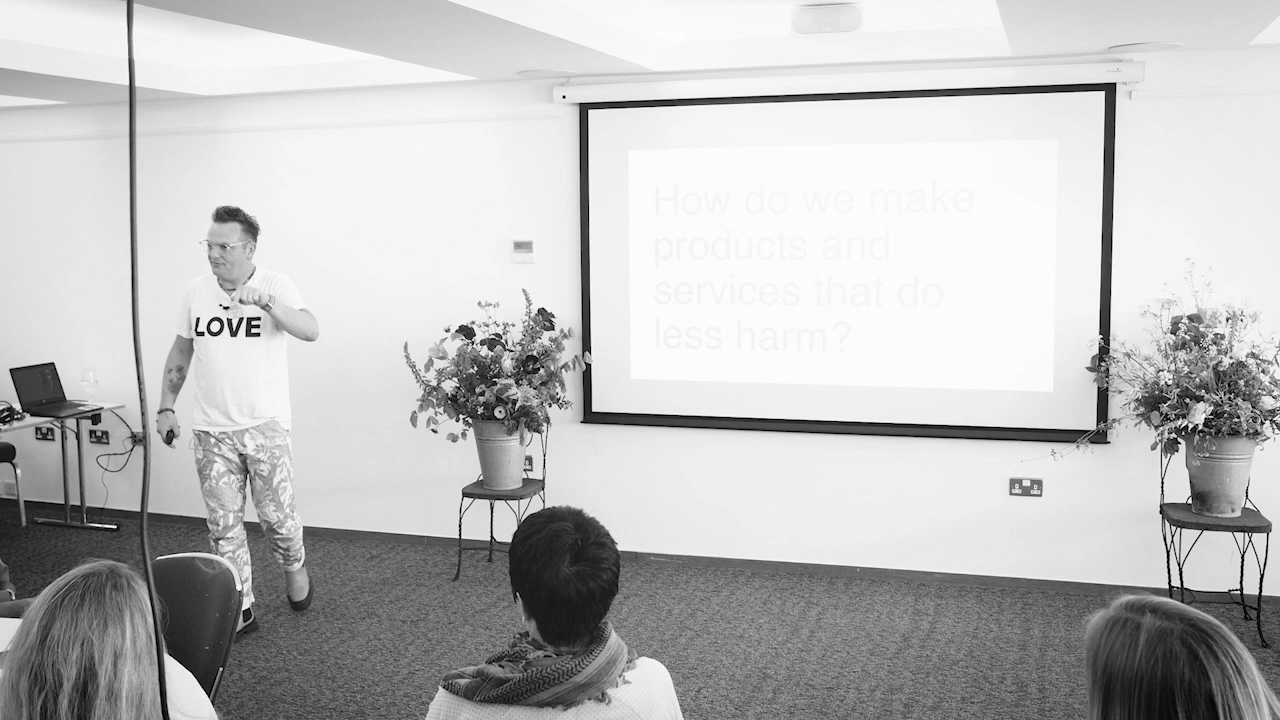 LOVE
How do we make
products and
services that do
less harm?